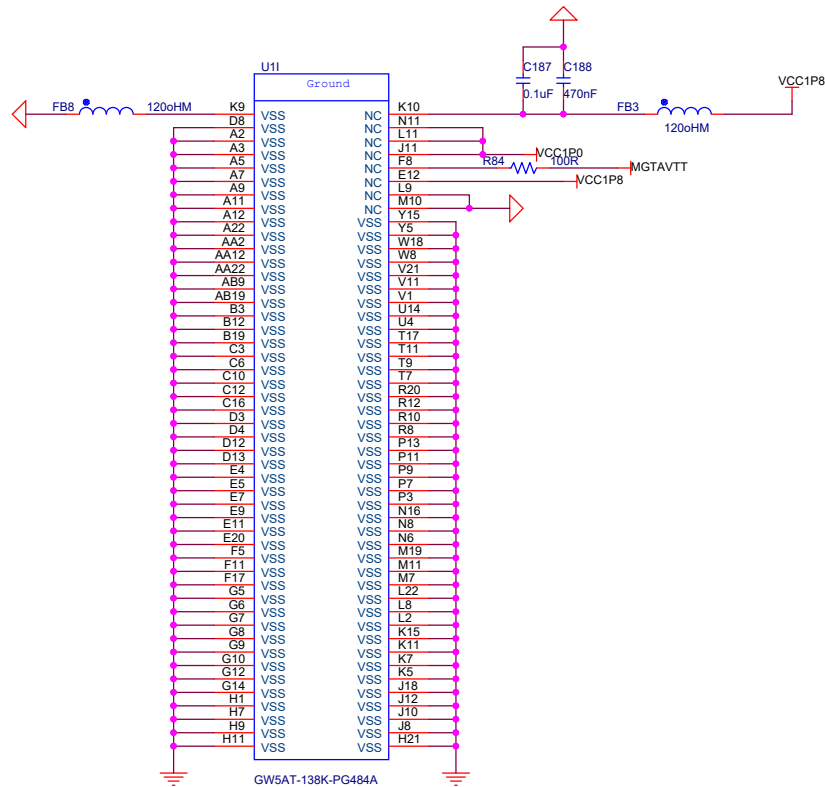 U1I
Ground
C187 C188
0.1uF 470nF
FB3
120oHM
VCC1P8
FB8 120oHM
K9 VSS NC K10
D8 VSS NC N11
A2 VSS NC L11
A3 VSS NC J11 VCC1P0
A5 VSS NC F8 R84 100R MGTAVTT
A7 VSS NC E12 VCC1P8
A9 VSS NC L9
A11 VSS NC M10
A12 VSS VSS Y15
A22 VSS VSS Y5
AA2 VSS VSS W18
AA12 VSS VSS W8
AA22 VSS VSS V21
AB9 VSS VSS V11
AB19 VSS VSS V1
B3 VSS VSS U14
B12 VSS VSS U4
B19 VSS VSS T17
C3 VSS VSS T11
C6 VSS VSS T9
C10 VSS VSS T7
C12 VSS VSS R20
C16 VSS VSS R12
D3 VSS VSS R10
D4 VSS VSS R8
D12 VSS VSS P13
D13 VSS VSS P11
E4 VSS VSS P9
E5 VSS VSS P7
E7 VSS VSS P3
E9 VSS VSS N16
E11 VSS VSS N8
E20 VSS VSS N6
F5 VSS VSS M19
F11 VSS VSS M11
F17 VSS VSS M7
G5 VSS VSS L22
G6 VSS VSS L8
G7 VSS VSS L2
G8 VSS VSS K15
G9 VSS VSS K11
G10 VSS VSS K7
G12 VSS VSS K5
G14 VSS VSS J18
H1 VSS VSS J12
H7 VSS VSS J10
H9 VSS VSS J8
H11 VSS VSS H21
GW5AT-138K-PG484A